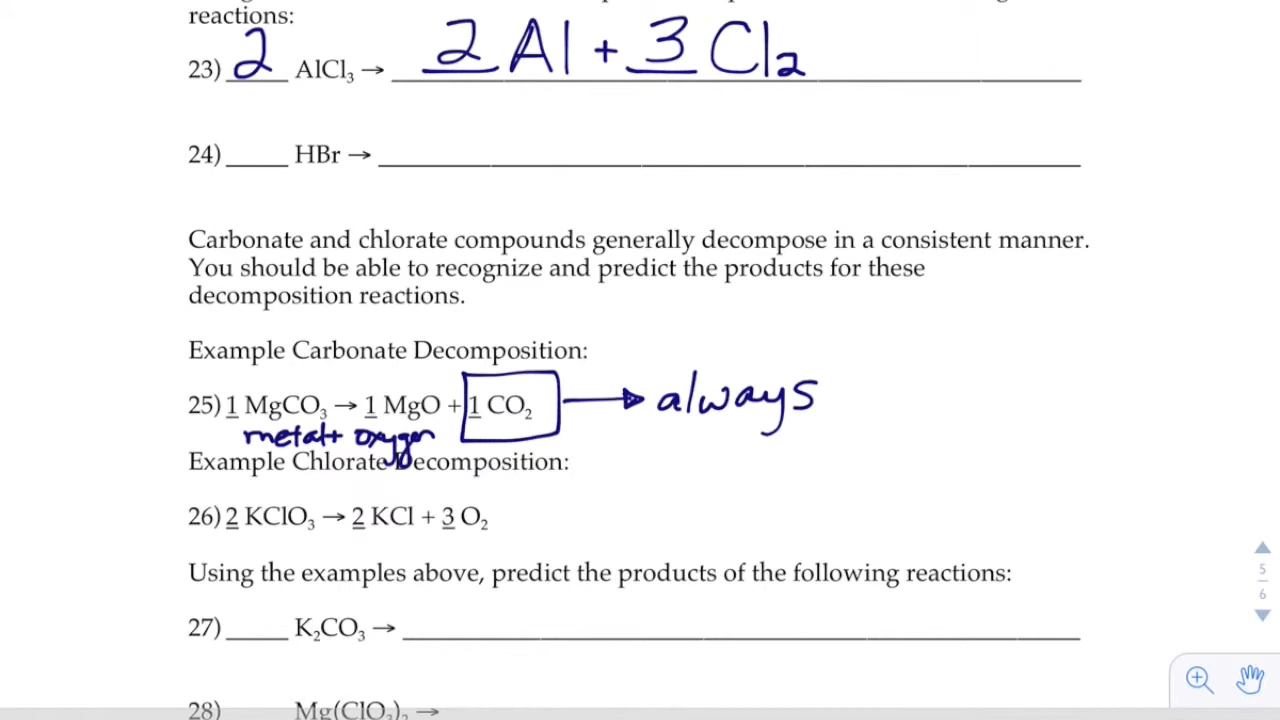 reactions:
23) 2 AlCl₃ → 2 Al + 3 Cl₂
24) _____ HBr →
Carbonate and chlorate compounds generally decompose in a consistent manner.
You should be able to recognize and predict the products for these
decomposition reactions.
Example Carbonate Decomposition:
25) 1 MgCO₃ → 1 MgO + 1 CO₂ → always
metal + oxygen
Example Chlorate Decomposition:
26) 2 KClO₃ → 2 KCl + 3 O₂
Using the examples above, predict the products of the following reactions:
27) _____ K₂CO₃ →
28) Mg(ClO₃)₂ →
5
6